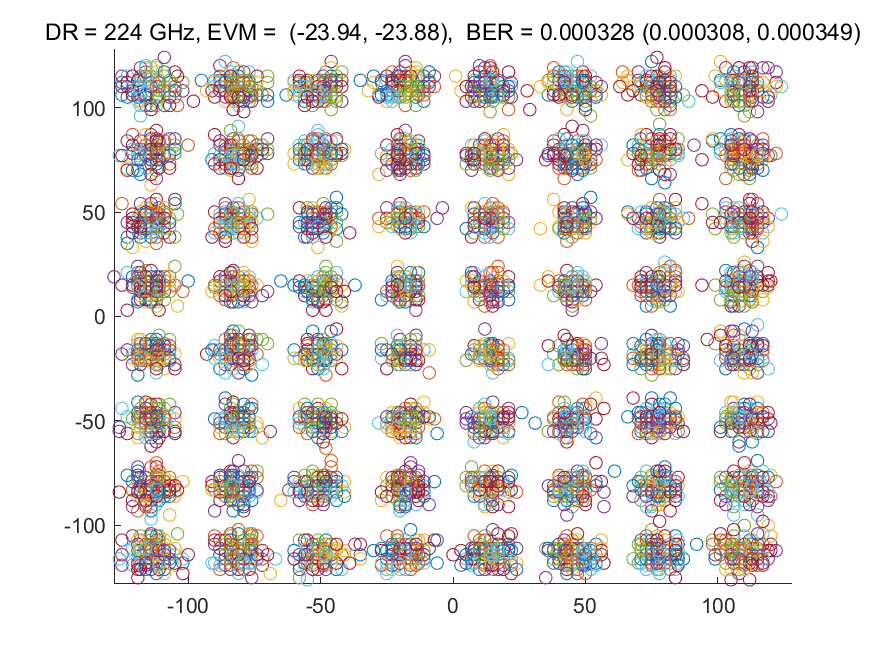 DR = 224 GHz, EVM =  (-23.94, -23.88),  BER = 0.000328 (0.000308, 0.000349)
100
50
0
-50
-100
-100 -50 0 50 100